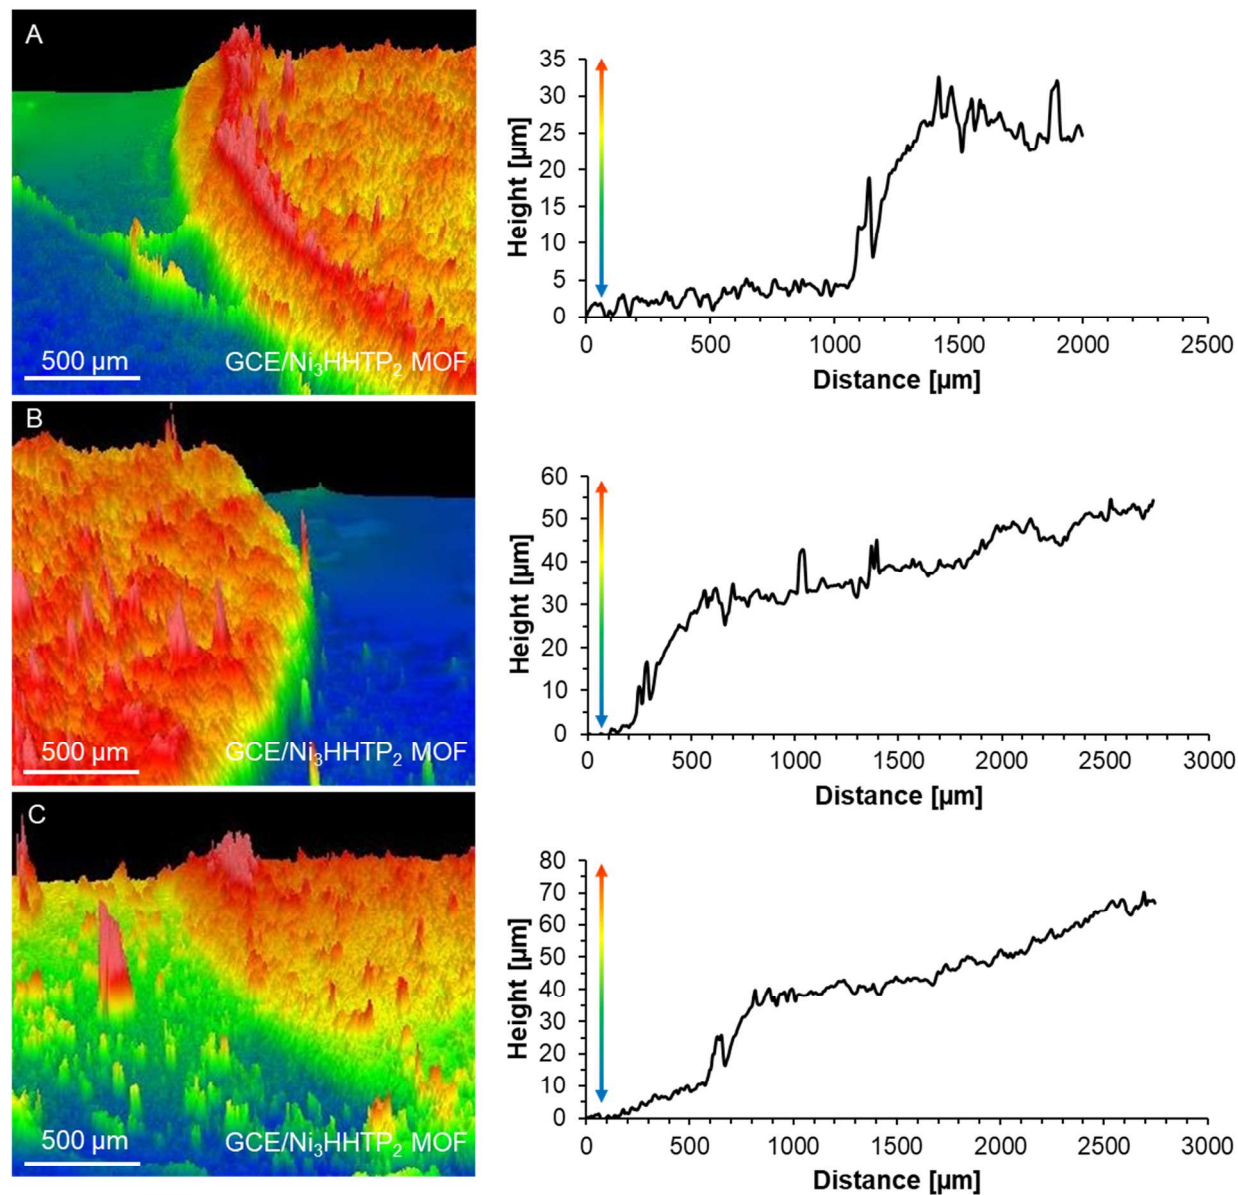 A
500 µm
GCE/Ni₃HHTP₂ MOF
35
30
25
20
15
10
5
0
Height [µm]
0 500 1000 1500 2000 2500
Distance [µm]
B
500 µm
GCE/Ni₃HHTP₂ MOF
60
50
40
30
20
10
0
Height [µm]
0 500 1000 1500 2000 2500 3000
Distance [µm]
C
500 µm
GCE/Ni₃HHTP₂ MOF
80
70
60
50
40
30
20
10
0
Height [µm]
0 500 1000 1500 2000 2500 3000
Distance [µm]